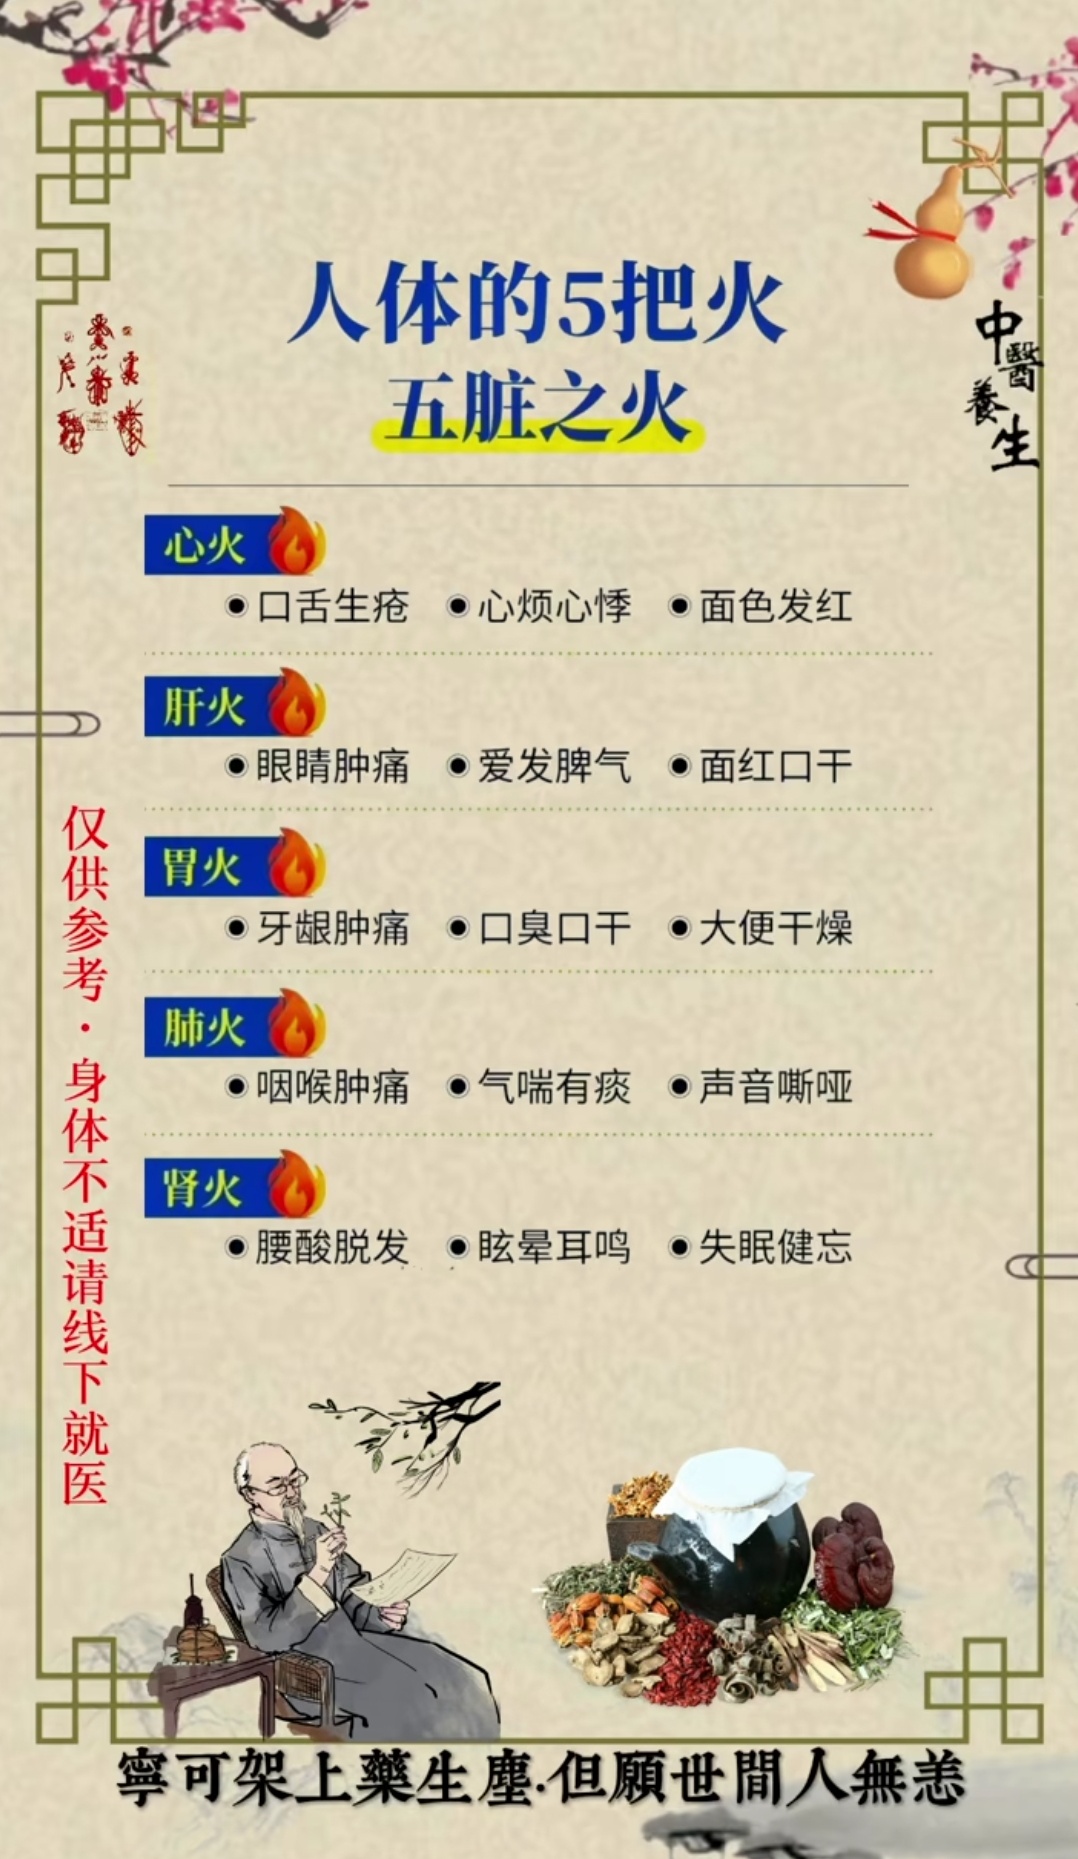 人体的5把火
五脏之火
中醫養生
心火
口舌生疮 心烦心悸 面色发红
肝火
眼睛肿痛 爱发脾气 面红口干
胃火
牙龈肿痛 口臭口干 大便干燥
肺火
咽喉肿痛 气喘有痰 声音嘶哑
肾火
腰酸脱发 眩晕耳鸣 失眠健忘
仅供参考·身体不适请线下就医
寧可架上藥生塵.但願世間人無恙